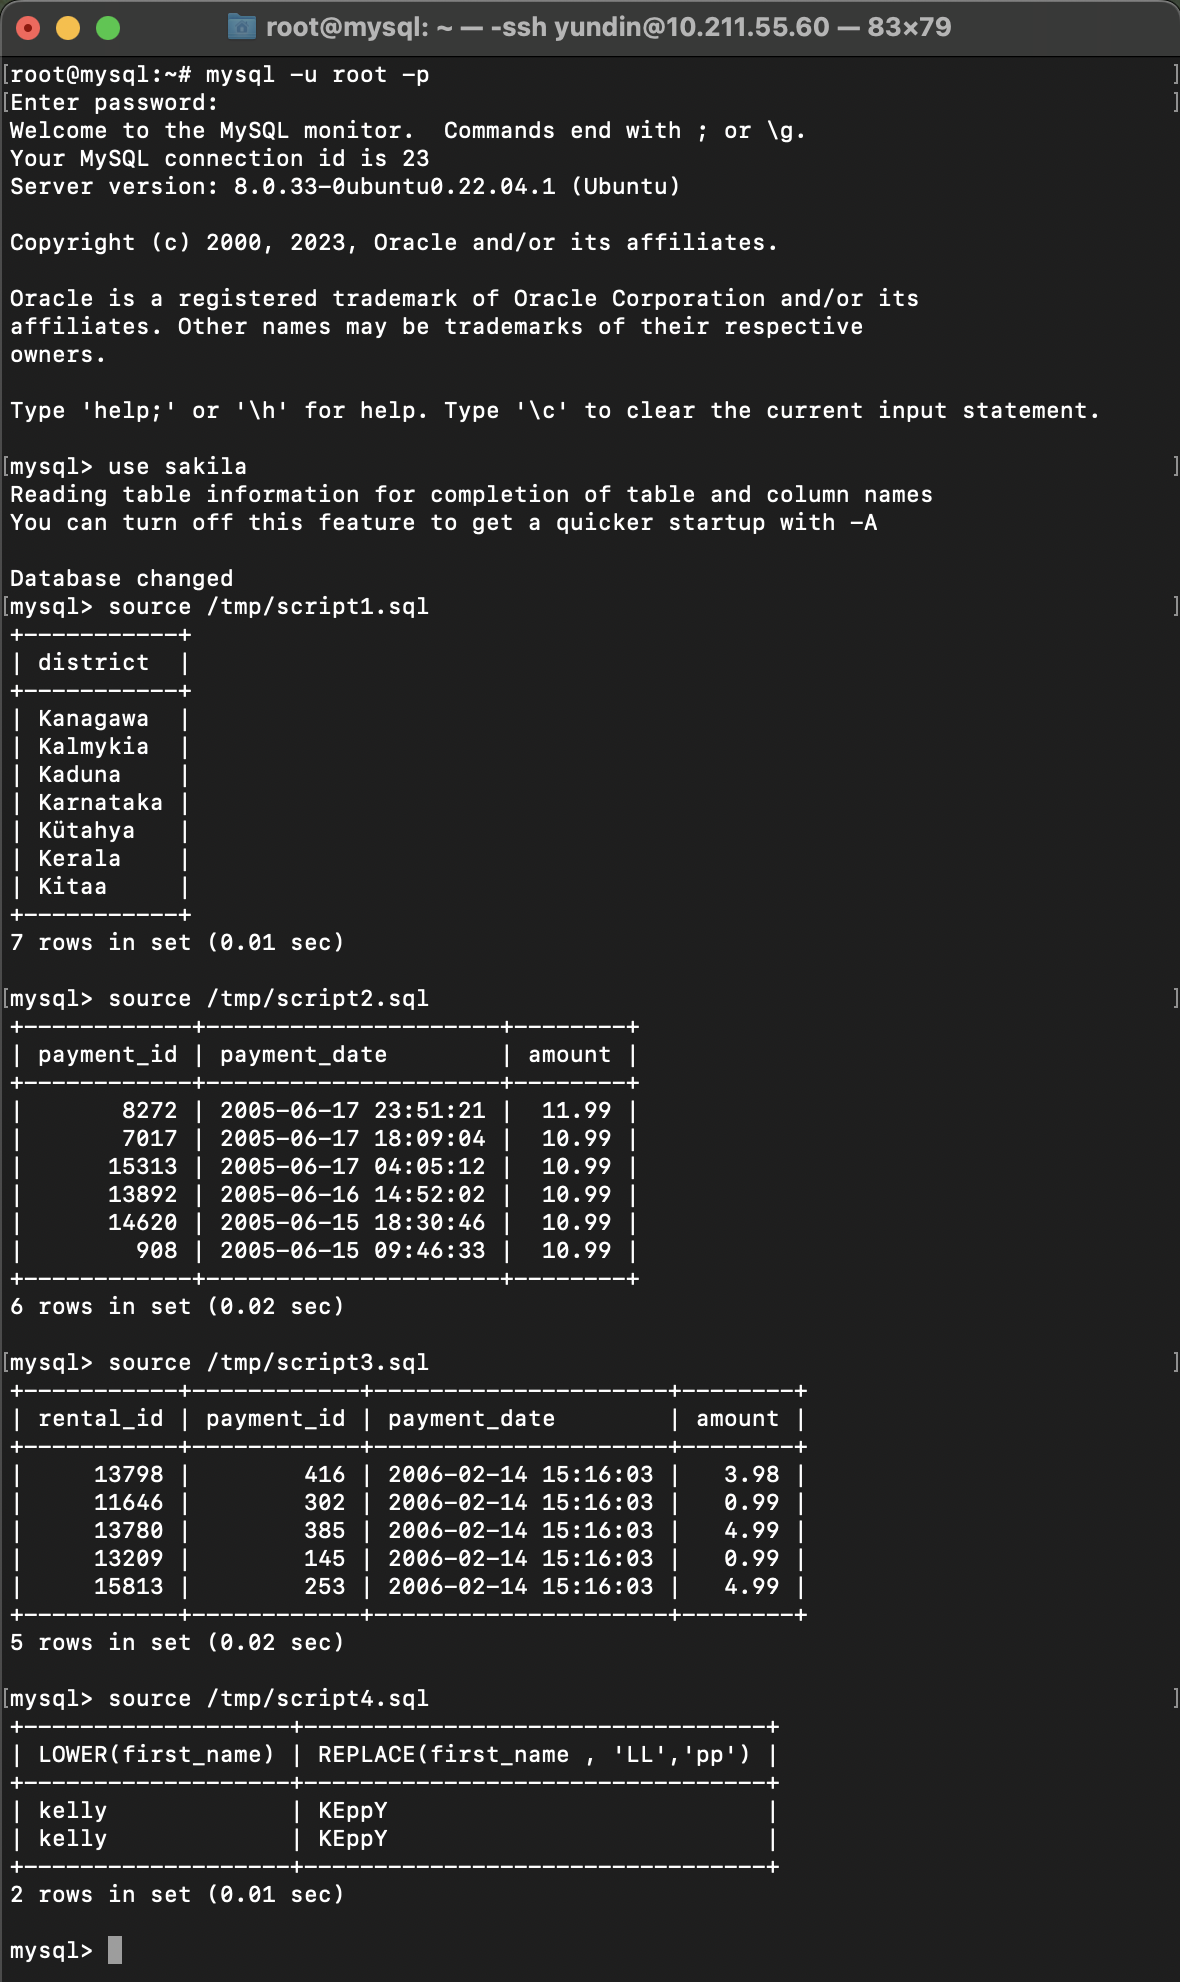 root@mysql: ~ — -ssh yundin@10.211.55.60 — 83×79
[root@mysql:~# mysql -u root -p ]
[Enter password: ]
Welcome to the MySQL monitor.  Commands end with ; or \g.
Your MySQL connection id is 23
Server version: 8.0.33-0ubuntu0.22.04.1 (Ubuntu)

Copyright (c) 2000, 2023, Oracle and/or its affiliates.

Oracle is a registered trademark of Oracle Corporation and/or its
affiliates. Other names may be trademarks of their respective
owners.

Type 'help;' or '\h' for help. Type '\c' to clear the current input statement.

[mysql> use sakila ]
Reading table information for completion of table and column names
You can turn off this feature to get a quicker startup with -A

Database changed
[mysql> source /tmp/script1.sql ]
+-----------+
| district  |
+-----------+
| Kanagawa  |
| Kalmykia  |
| Kaduna    |
| Karnataka |
| Kütahya   |
| Kerala    |
| Kitaa     |
+-----------+
7 rows in set (0.01 sec)

[mysql> source /tmp/script2.sql ]
+------------+---------------------+--------+
| payment_id | payment_date        | amount |
+------------+---------------------+--------+
|       8272 | 2005-06-17 23:51:21 |  11.99 |
|       7017 | 2005-06-17 18:09:04 |  10.99 |
|      15313 | 2005-06-17 04:05:12 |  10.99 |
|      13892 | 2005-06-16 14:52:02 |  10.99 |
|      14620 | 2005-06-15 18:30:46 |  10.99 |
|        908 | 2005-06-15 09:46:33 |  10.99 |
+------------+---------------------+--------+
6 rows in set (0.02 sec)

[mysql> source /tmp/script3.sql ]
+-----------+------------+---------------------+--------+
| rental_id | payment_id | payment_date        | amount |
+-----------+------------+---------------------+--------+
|     13798 |        416 | 2006-02-14 15:16:03 |   3.98 |
|     11646 |        302 | 2006-02-14 15:16:03 |   0.99 |
|     13780 |        385 | 2006-02-14 15:16:03 |   4.99 |
|     13209 |        145 | 2006-02-14 15:16:03 |   0.99 |
|     15813 |        253 | 2006-02-14 15:16:03 |   4.99 |
+-----------+------------+---------------------+--------+
5 rows in set (0.02 sec)

[mysql> source /tmp/script4.sql ]
+-------------------+---------------------------------+
| LOWER(first_name) | REPLACE(first_name , 'LL','pp') |
+-------------------+---------------------------------+
| kelly             | KEppY                           |
| kelly             | KEppY                           |
+-------------------+---------------------------------+
2 rows in set (0.01 sec)

mysql>